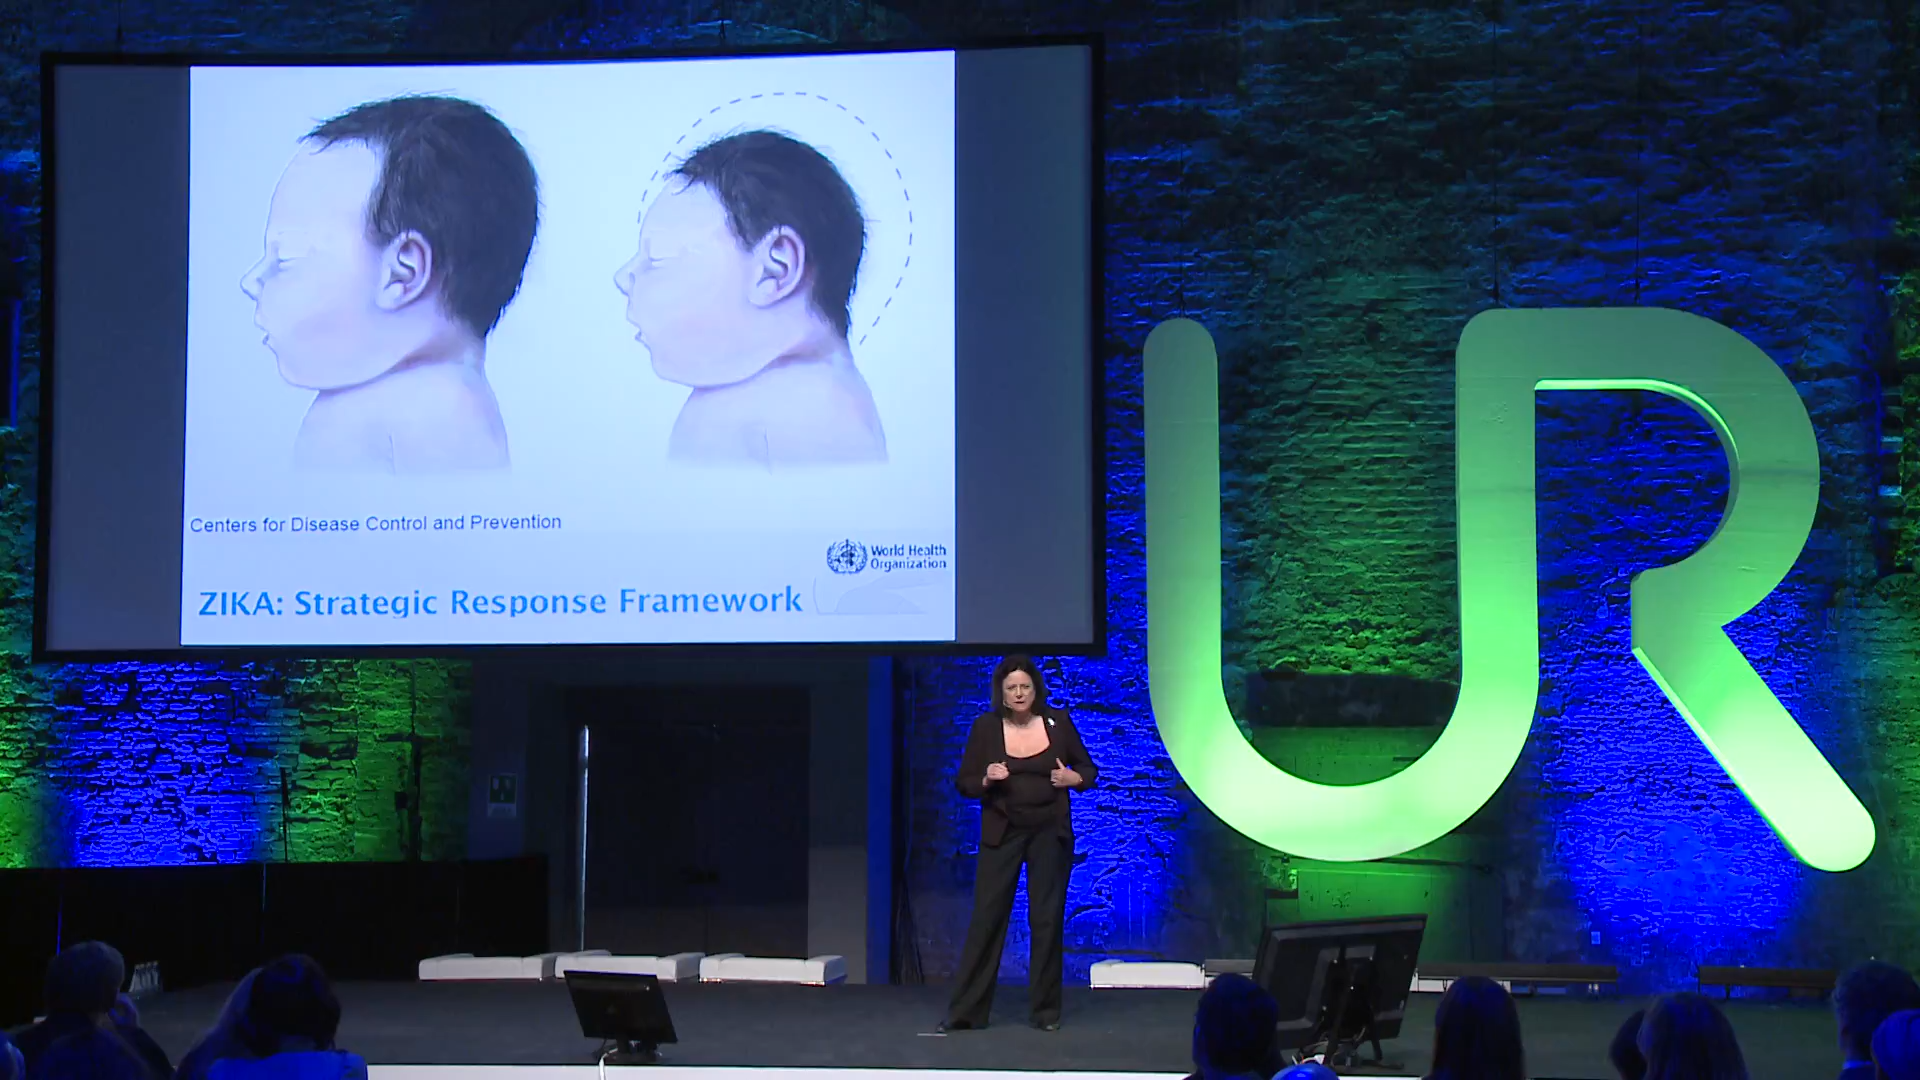 Centers for Disease Control and Prevention
World Health
Organization
ZIKA: Strategic Response Framework
UR